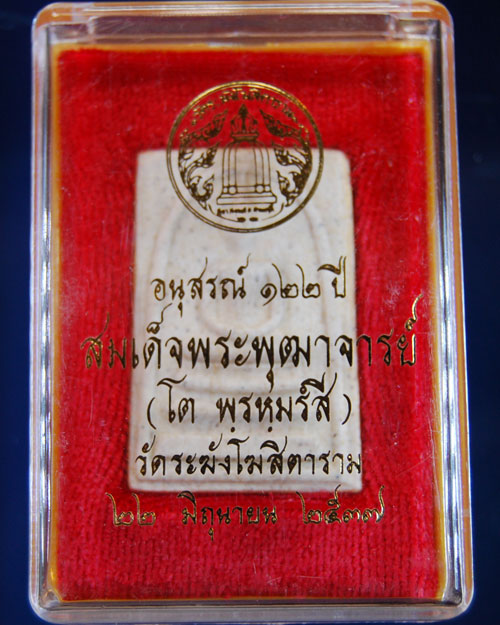 อนุสรณ์ ๑๒๒ ปี
สมเด็จพระพุฒาจารย์
(โต พรหมรํสี)
วัดระฆังโฆสิตาราม
๒๒ มิถุนายน ๒๕๓๗